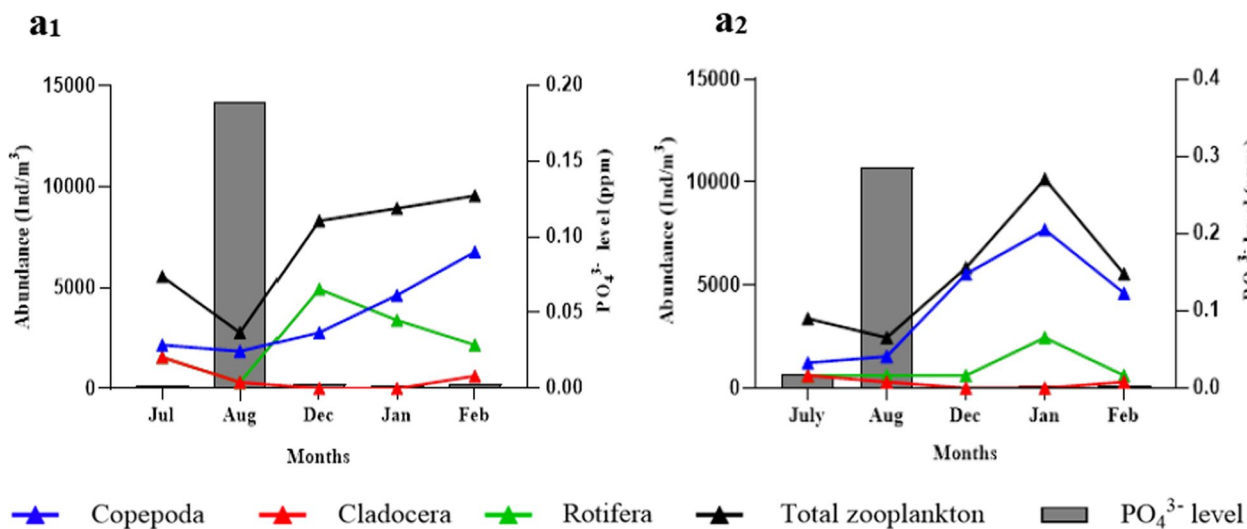 a1
a2
15000
10000
5000
0
Abundance (Ind/m³)
0.20
0.15
0.10
0.05
0.00
PO₄³⁻ level (ppm)
Jul Aug Dec Jan Feb
Months
15000
10000
5000
0
Abundance (Ind/m³)
0.4
0.3
0.2
0.1
0.0
July Aug Dec Jan Feb
Months
Copepoda Cladocera Rotifera Total zooplankton PO₄³⁻ level